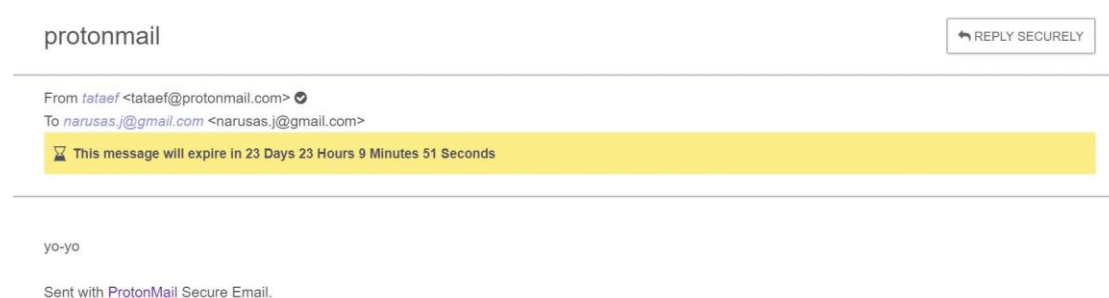 protonmail
REPLY SECURELY
From tataef <tataef@protonmail.com>
To narusas.j@gmail.com <narusas.j@gmail.com>
This message will expire in 23 Days 23 Hours 9 Minutes 51 Seconds
yo-yo
Sent with ProtonMail Secure Email.